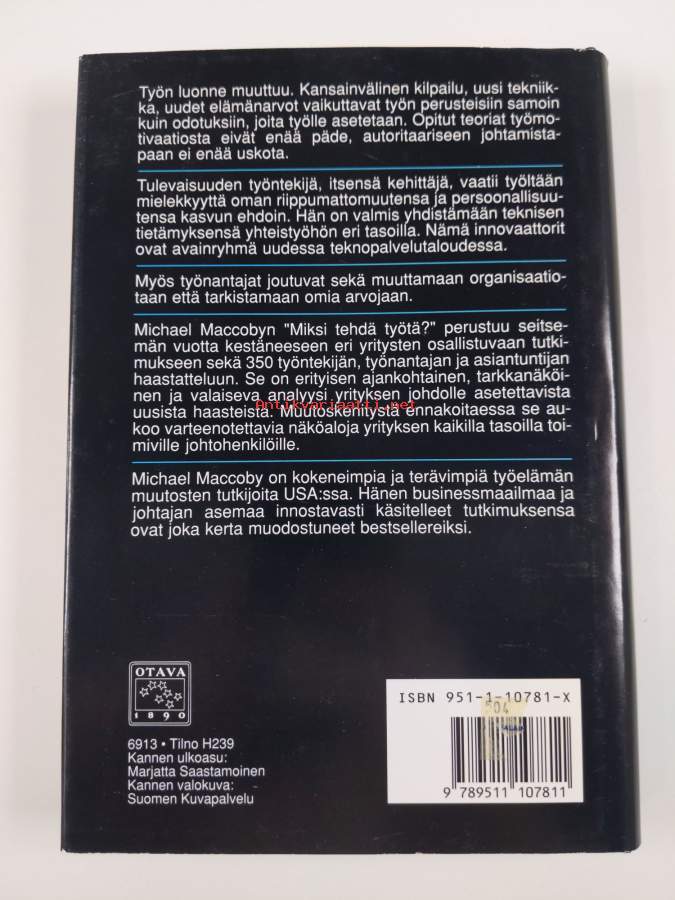 Työn luonne muuttuu. Kansainvälinen kilpailu, uusi tekniik-
ka, uudet elämänarvot vaikuttavat työn perusteisiin samoin
kuin odotuksiin, joita työlle asetetaan. Opitut teoriat työmo-
tivaatiosta eivät enää päde, autoritaariseen johtamista-
paan ei enää uskota.
Tulevaisuuden työntekijä, itsensä kehittäjä, vaatii työltään
mielekkyyttä oman riippumattomuutensa ja persoonallisuu-
tensa kasvun ehdoin. Hän on valmis yhdistämään teknisen
tietämyksensä yhteistyöhön eri tasoilla. Nämä innovaattorit
ovat avainryhmä uudessa teknopalvelutaloudessa.
Myös työnantajat joutuvat sekä muuttamaan organisaatio-
taan että tarkistamaan omia arvojaan.
Michael Maccobyn "Miksi tehdä työtä?" perustuu seitse-
män vuotta kestäneeseen eri yritysten osallistuvaan tutki-
mukseen sekä 350 työntekijän, työnantajan ja asiantuntijan
haastatteluun. Se on erityisen ajankohtainen, tarkkanäköi-
nen ja valaiseva analyysi yrityksen johdolle asetettavista
uusista haasteista. Muutoskehitystä ennakoitaessa se au-
koo varteenotettavia näköaloja yrityksen kaikilla tasoilla toi-
miville johtohenkilöille.
Antikvariaatti.net
Michael Maccoby on kokeneimpia ja terävimpiä työelämän
muutosten tutkijoita USA:ssa. Hänen businessmaailmaa ja
johtajan asemaa innostavasti käsitelleet tutkimuksensa
ovat joka kerta muodostuneet bestsellereiksi.
OTAVA
1890
6913 • Tilno H239
Kannen ulkoasu:
Marjatta Saastamoinen
Kannen valokuva:
Suomen Kuvapalvelu
ISBN 951-1-10781-X
504
9 789511 107811